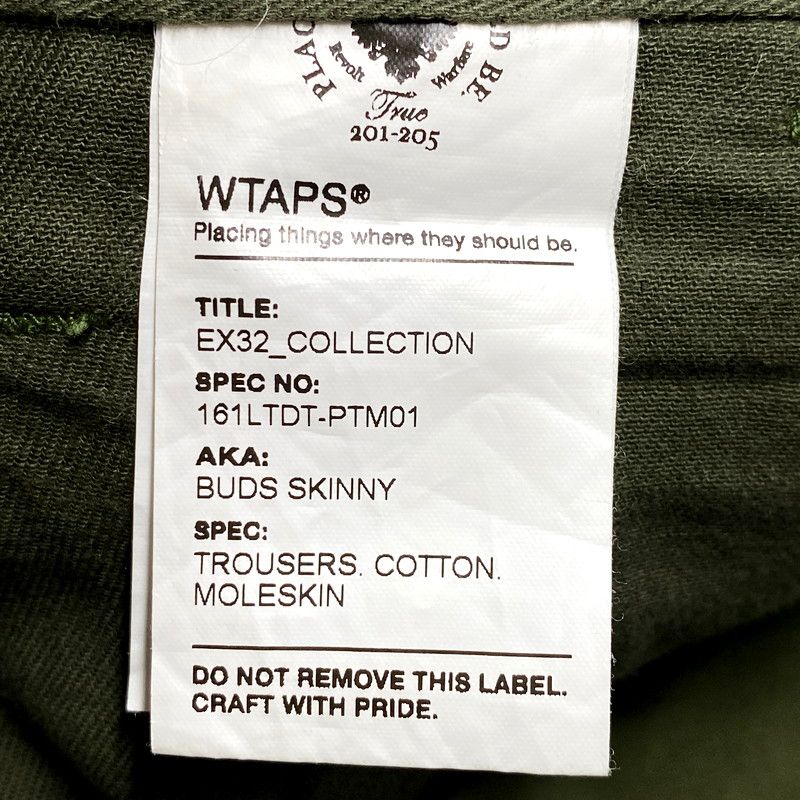 PLAC
D BE.
Revolt Warfare
True
201-205
WTAPS®
Placing things where they should be.
TITLE:
EX32_COLLECTION
SPEC NO:
161LTDT-PTM01
AKA:
BUDS SKINNY
SPEC:
TROUSERS. COTTON.
MOLESKIN
DO NOT REMOVE THIS LABEL.
CRAFT WITH PRIDE.